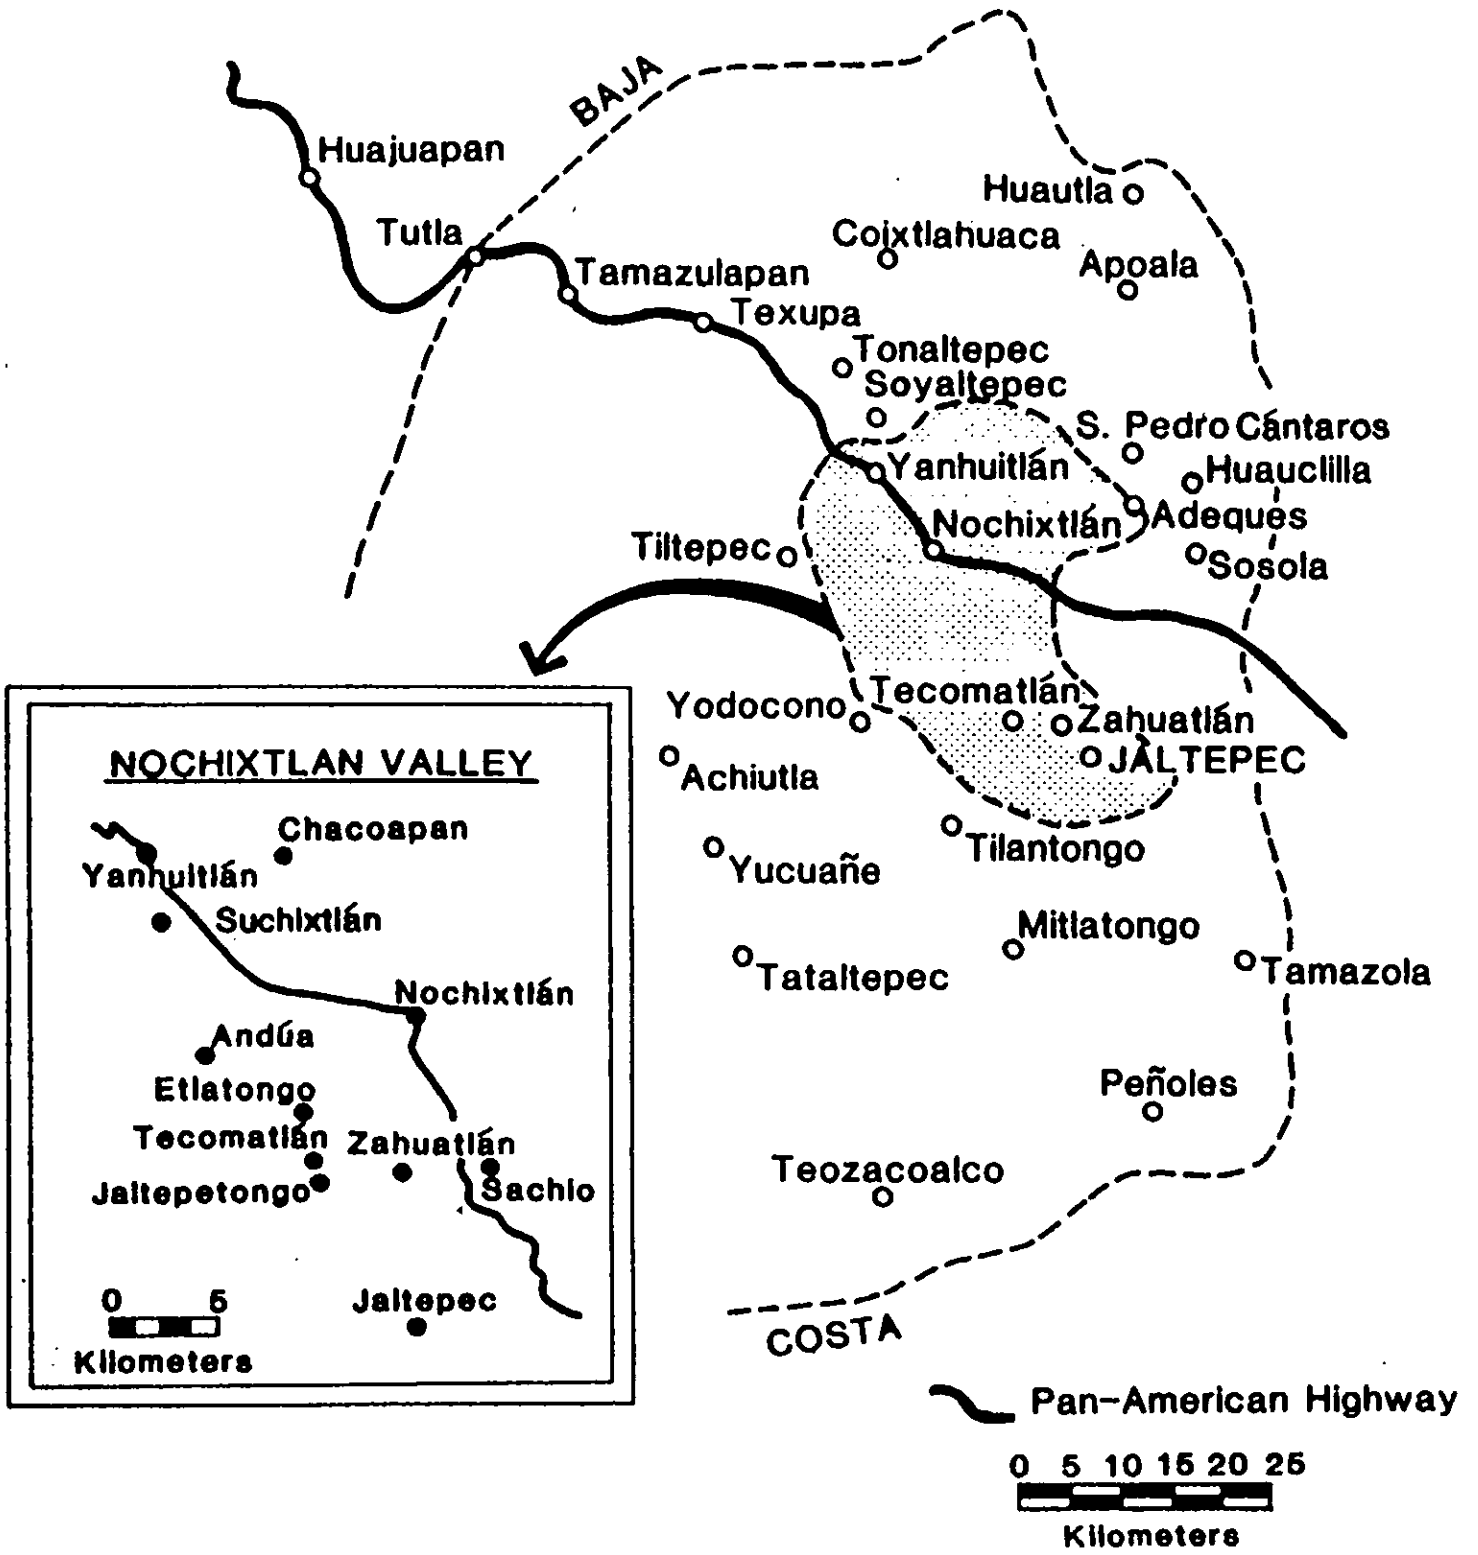 BAJA
Huajuapan
Huautla
Tutla
Coixtlahuaca
Apoala
Tamazulapan
Texupa
Tonaltepec
Soyaltepec
S. Pedro Cántaros
Yanhuitlán
Huauclilla
Nochixtlán
Adeques
Tiltepec
Sosola
Tecomatlán
Yodocono
Zahuatlán
JALTEPEC
Achiutla
Tilantongo
Yucuañe
Mitlatongo
Tataltepec
Tamazola
Peñoles
Teozacoalco
COSTA
NOCHIXTLAN VALLEY
Chacoapan
Yanhuitlán
Suchixtlán
Nochixtlán
Andúa
Etlatongo
Tecomatlán
Zahuatlán
Jaltepetongo
Sachio
0 5
Jaltepec
Kilometers
Pan-American Highway
0 5 10 15 20 25
Kilometers